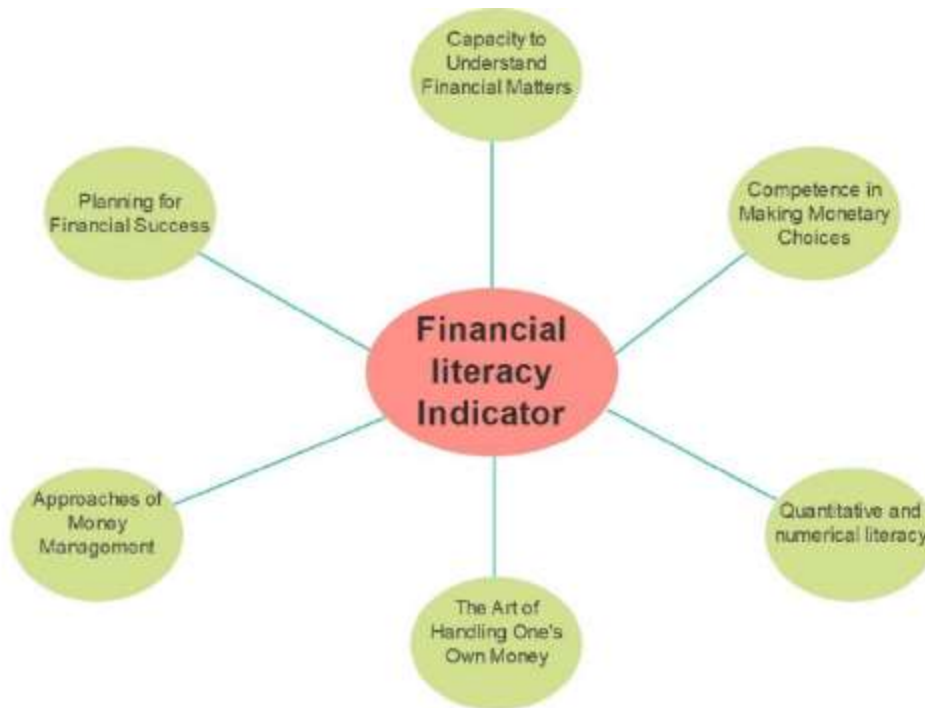 Capacity to
Understand
Financial Matters
Planning for
Financial Success
Competence in
Making Monetary
Choices
Financial
literacy
Indicator
Approaches of
Money
Management
Quantitative and
numerical literacy
The Art of
Handling One's
Own Money